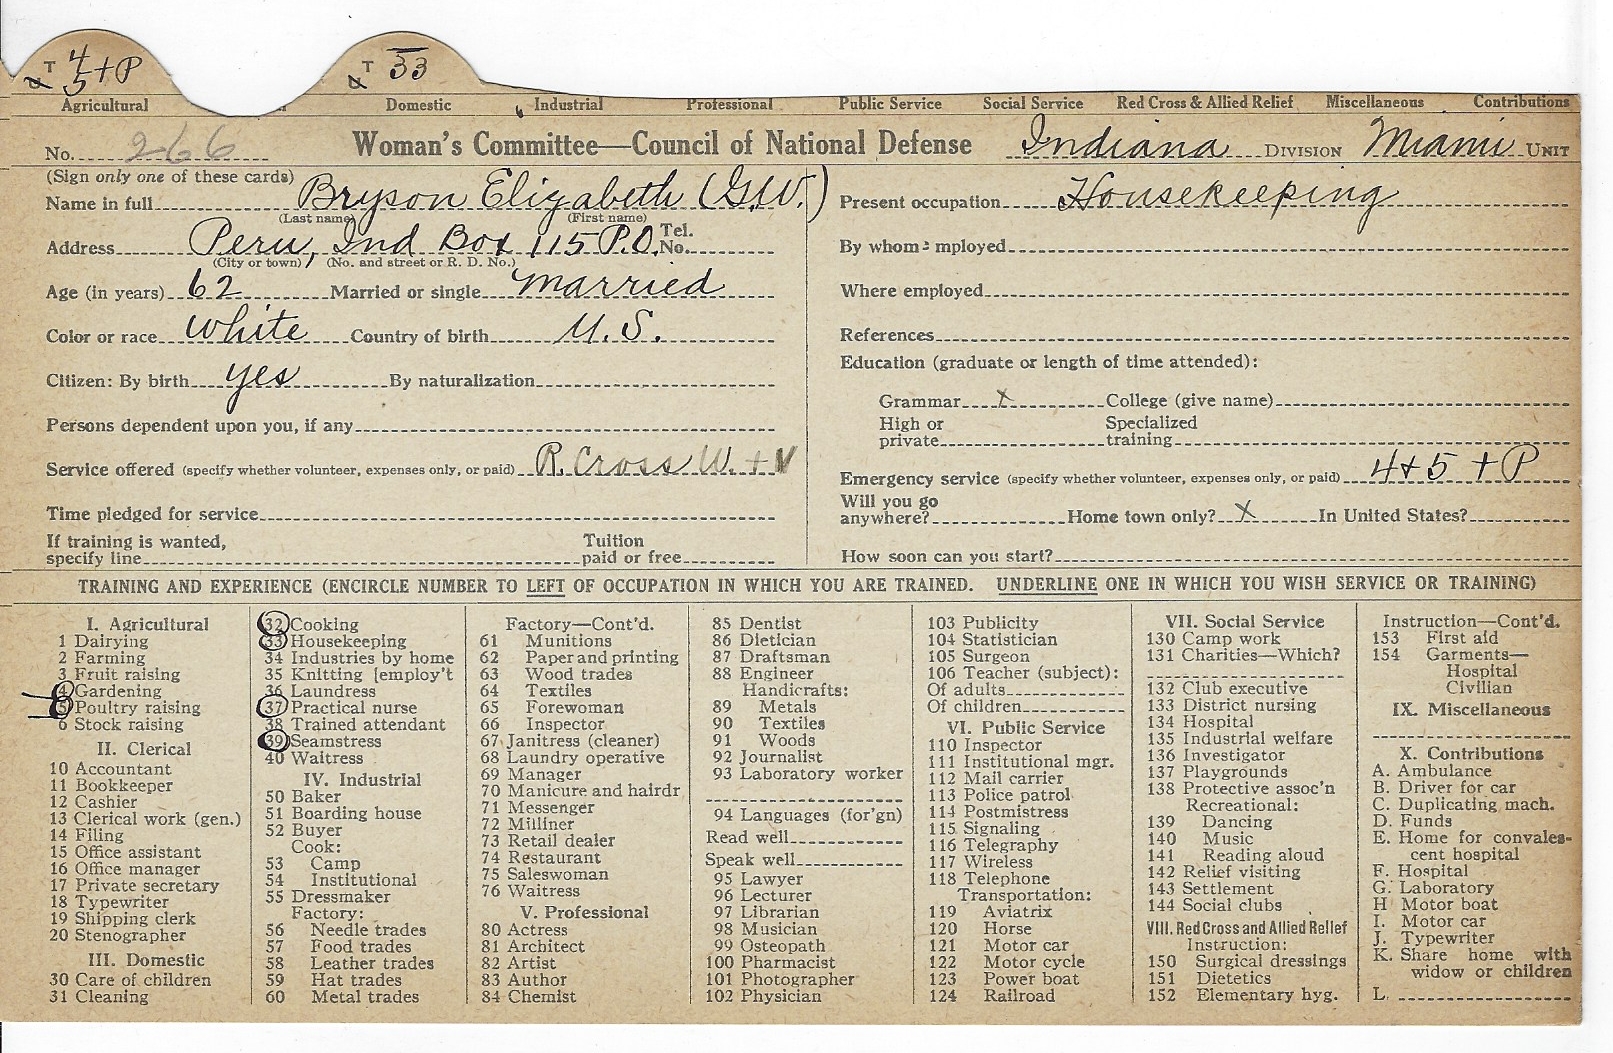 & T 4 5 + P & T 33
Agricultural Domestic Industrial Professional Public Service Social Service Red Cross & Allied Relief Miscellaneous Contributions
No. 266 Woman's Committee—Council of National Defense Indiana DIVISION Miami UNIT
(Sign only one of these cards)
Name in full Bryson Elizabeth (G.W.)
(Last name) (First name)
Address Peru, Ind Box 115 P.O. Tel. No.
(City or town) (No. and street or R. D. No.)
Age (in years) 62 Married or single married
Color or race White Country of birth U.S.
Citizen: By birth yes By naturalization
Persons dependent upon you, if any
Service offered (specify whether volunteer, expenses only, or paid) R. Cross W. + V
Time pledged for service
If training is wanted, specify line Tuition paid or free
Present occupation Housekeeping
By whom employed
Where employed
References
Education (graduate or length of time attended):
Grammar x College (give name)
High or private Specialized training
Emergency service (specify whether volunteer, expenses only, or paid) 4+5 + P
Will you go anywhere? Home town only? x In United States?
How soon can you start?
TRAINING AND EXPERIENCE (ENCIRCLE NUMBER TO LEFT OF OCCUPATION IN WHICH YOU ARE TRAINED. UNDERLINE ONE IN WHICH YOU WISH SERVICE OR TRAINING)
I. Agricultural
1 Dairying
2 Farming
3 Fruit raising
4 Gardening
5 Poultry raising
6 Stock raising
II. Clerical
10 Accountant
11 Bookkeeper
12 Cashier
13 Clerical work (gen.)
14 Filing
15 Office assistant
16 Office manager
17 Private secretary
18 Typewriter
19 Shipping clerk
20 Stenographer
III. Domestic
30 Care of children
31 Cleaning
32 Cooking
33 Housekeeping
34 Industries by home
35 Knitting [employ't
36 Laundress
37 Practical nurse
38 Trained attendant
39 Seamstress
40 Waitress
IV. Industrial
50 Baker
51 Boarding house
52 Buyer
Cook:
53 Camp
54 Institutional
55 Dressmaker
Factory:
56 Needle trades
57 Food trades
58 Leather trades
59 Hat trades
60 Metal trades
Factory—Cont'd.
61 Munitions
62 Paper and printing
63 Wood trades
64 Textiles
65 Forewoman
66 Inspector
67 Janitress (cleaner)
68 Laundry operative
69 Manager
70 Manicure and hairdr
71 Messenger
72 Milliner
73 Retail dealer
74 Restaurant
75 Saleswoman
76 Waitress
V. Professional
80 Actress
81 Architect
82 Artist
83 Author
84 Chemist
85 Dentist
86 Dietician
87 Draftsman
88 Engineer
Handicrafts:
89 Metals
90 Textiles
91 Woods
92 Journalist
93 Laboratory worker
94 Languages (for'gn)
Read well
Speak well
95 Lawyer
96 Lecturer
97 Librarian
98 Musician
99 Osteopath
100 Pharmacist
101 Photographer
102 Physician
103 Publicity
104 Statistician
105 Surgeon
106 Teacher (subject):
Of adults
Of children
VI. Public Service
110 Inspector
111 Institutional mgr.
112 Mail carrier
113 Police patrol
114 Postmistress
115 Signaling
116 Telegraphy
117 Wireless
118 Telephone
Transportation:
119 Aviatrix
120 Horse
121 Motor car
122 Motor cycle
123 Power boat
124 Railroad
VII. Social Service
130 Camp work
131 Charities—Which?
132 Club executive
133 District nursing
134 Hospital
135 Industrial welfare
136 Investigator
137 Playgrounds
138 Protective assoc'n
Recreational:
139 Dancing
140 Music
141 Reading aloud
142 Relief visiting
143 Settlement
144 Social clubs
VIII. Red Cross and Allied Relief
Instruction:
150 Surgical dressings
151 Dietetics
152 Elementary hyg.
Instruction—Cont'd.
153 First aid
154 Garments—
Hospital
Civilian
IX. Miscellaneous
X. Contributions
A. Ambulance
B. Driver for car
C. Duplicating mach.
D. Funds
E. Home for convales-
cent hospital
F. Hospital
G. Laboratory
H Motor boat
I. Motor car
J. Typewriter
K. Share home with
widow or children
L.